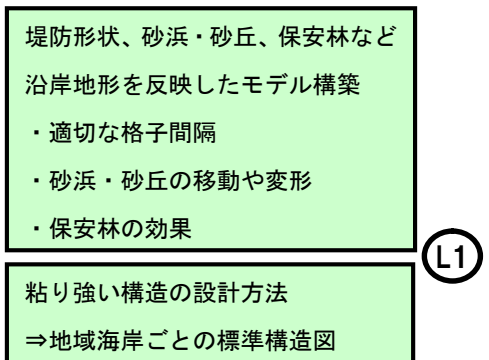 堤防形状、砂浜・砂丘、保安林など
沿岸地形を反映したモデル構築
・適切な格子間隔
・砂浜・砂丘の移動や変形
・保安林の効果
L1
粘り強い構造の設計方法
⇒地域海岸ごとの標準構造図